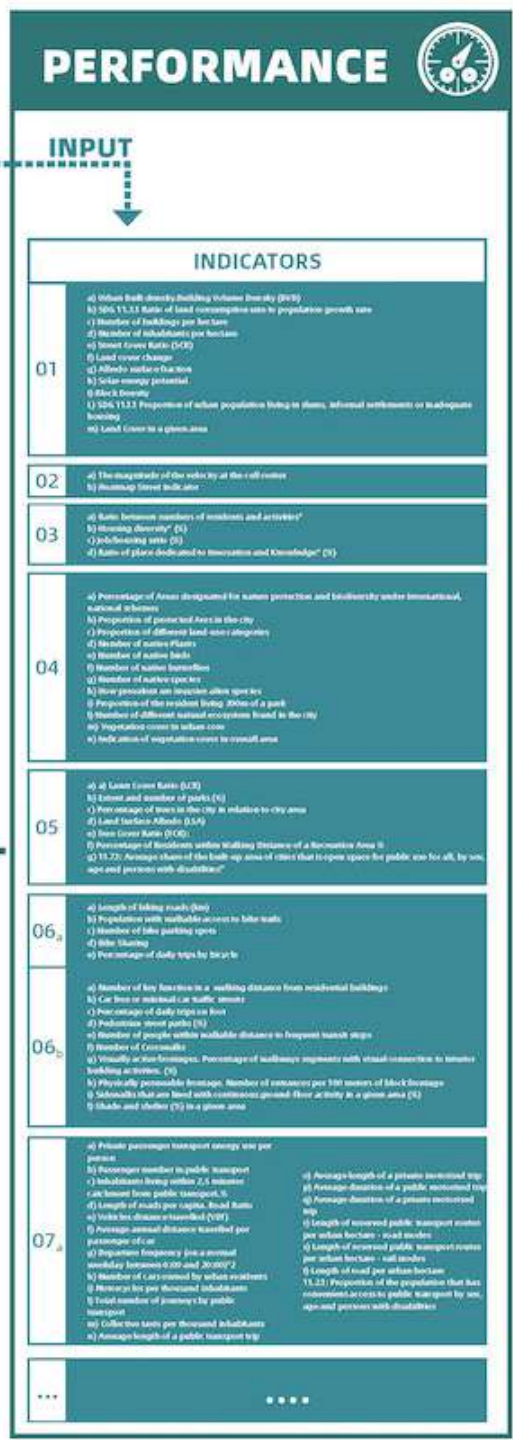 PERFORMANCE
INPUT
INDICATORS
01
a) Urban Built density. Building Volume Density (BVD)
b) SDG 11.3.1 Ratio of land consumption rate to population growth rate
c) Number of buildings per hectare
d) Number of inhabitants per hectare
e) Street Cover Ratio (SCR)
f) Land cover change
g) Albedo surface fraction
h) Solar energy potential
i) Block Density
L) SDG 11.1.1 Proportion of urban population living in slums, informal settlements or inadequate
housing
m) Land Cover in a given area
02
a) The magnitude of the velocity at the cell center
b) Street Indicator
03
a) Ratio between numbers of residents and activities*
b) Housing diversity* (%)
c) Job/housing ratio (%)
d) Ratio of place dedicated to Innovation and Knowledge* (%)
04
a) Percentage of Areas designated for nature protection and biodiversity under international,
national schemes
b) Proportion of protected Area in the city
c) Proportion of different land-use categories
d) Number of native Plants
e) Number of native birds
f) Number of native butterflies
g) Number of native species
h) How prevalent are invasive alien species
i) Proportion of the resident living 300m of a park
l) Number of different natural ecosystem found in the city
m) Vegetation cover in urban core
n) Indication of vegetation cover in overall area
05
a) a) Lawn Cover Ratio (LCR)
b) Extent and number of parks (%)
c) Percentage of trees in the city in relation to city area
d) Land Surface Albedo (LSA)
e) Tree Cover Ratio (TCR):
f) Percentage of Residents within Walking Distance of a Recreation Area
g) 11.7.2: Average share of the built-up area of cities that is open space for public use for all, by sex,
age and persons with disabilities*
06a
a) Length of biking roads (km)
b) Population with walkable access to bike trails
c) Number of bike parking spots
d) Bike Sharing
e) Percentage of daily trips by bicycle
06b
a) Number of key function in a walking distance from residential buildings
b) Car free or minimal car traffic streets
c) Percentage of daily trips on foot
d) Pedestrian street paths (%)
e) Number of people within walkable distance to frequent transit stops
f) Number of Crosswalks
g) Visually active frontages. Percentage of walkways segments with visual connection to interior
building activities. (%)
h) Physically permeable frontage. Number of entrances per 100 meters of block frontage
i) Sidewalks that are lined with continuous ground-floor activity in a given area (%)
l) Shade and shelter (%) in a given area
07a
a) Private passenger transport energy use per
person
b) Passenger number in public transport
c) Inhabitants living within 2,5 minutes
catchment from public transport. %
d) Length of roads per capita. Road Ratio
e) Vehicles distance travelled (VDT)
f) Average annual distance travelled per
passenger of car
g) Departure frequency (on a normal
weekday between 6:00 and 20:00)*2
h) Number of cars owned by urban residents
i) Motorcycles per thousand inhabitants
l) Total number of journeys by public
transport
m) Collective taxis per thousand inhabitants
n) Average length of a public transport trip
o) Average length of a private motorised trip
p) Average duration of a public motorised trip
q) Average duration of a private motorised
trip
r) Length of reserved public transport routes
per urban hectare - road modes
s) Length of reserved public transport routes
per urban hectare - rail modes
t) Length of road per urban hectare
11.2.1: Proportion of the population that has
convenient access to public transport by sex,
age and persons with disabilities
...
....